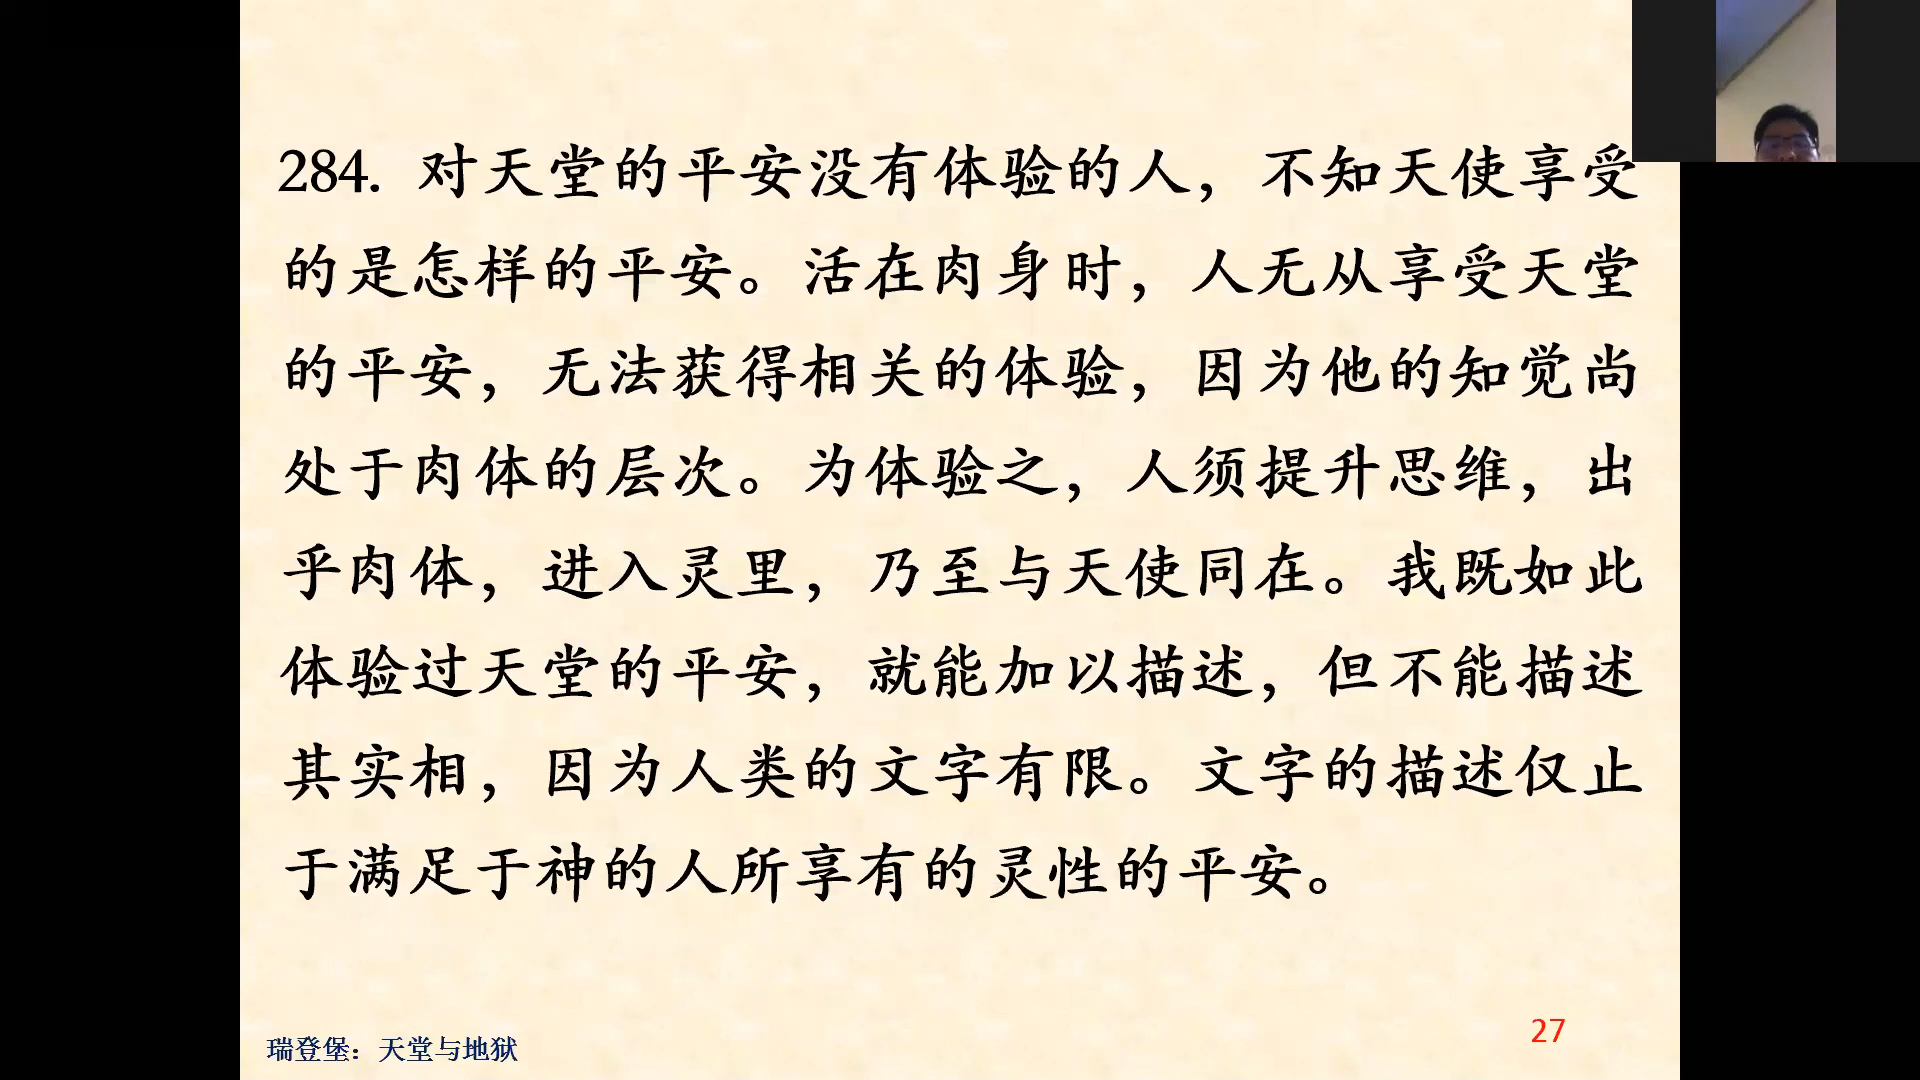 284. 对天堂的平安没有体验的人，不知天使享受
的是怎样的平安。活在肉身时，人无从享受天堂
的平安，无法获得相关的体验，因为他的知觉尚
处于肉体的层次。为体验之，人须提升思维，出
乎肉体，进入灵里，乃至与天使同在。我既如此
体验过天堂的平安，就能加以描述，但不能描述
其实相，因为人类的文字有限。文字的描述仅止
于满足于神的人所享有的灵性的平安。
瑞登堡：天堂与地狱
27